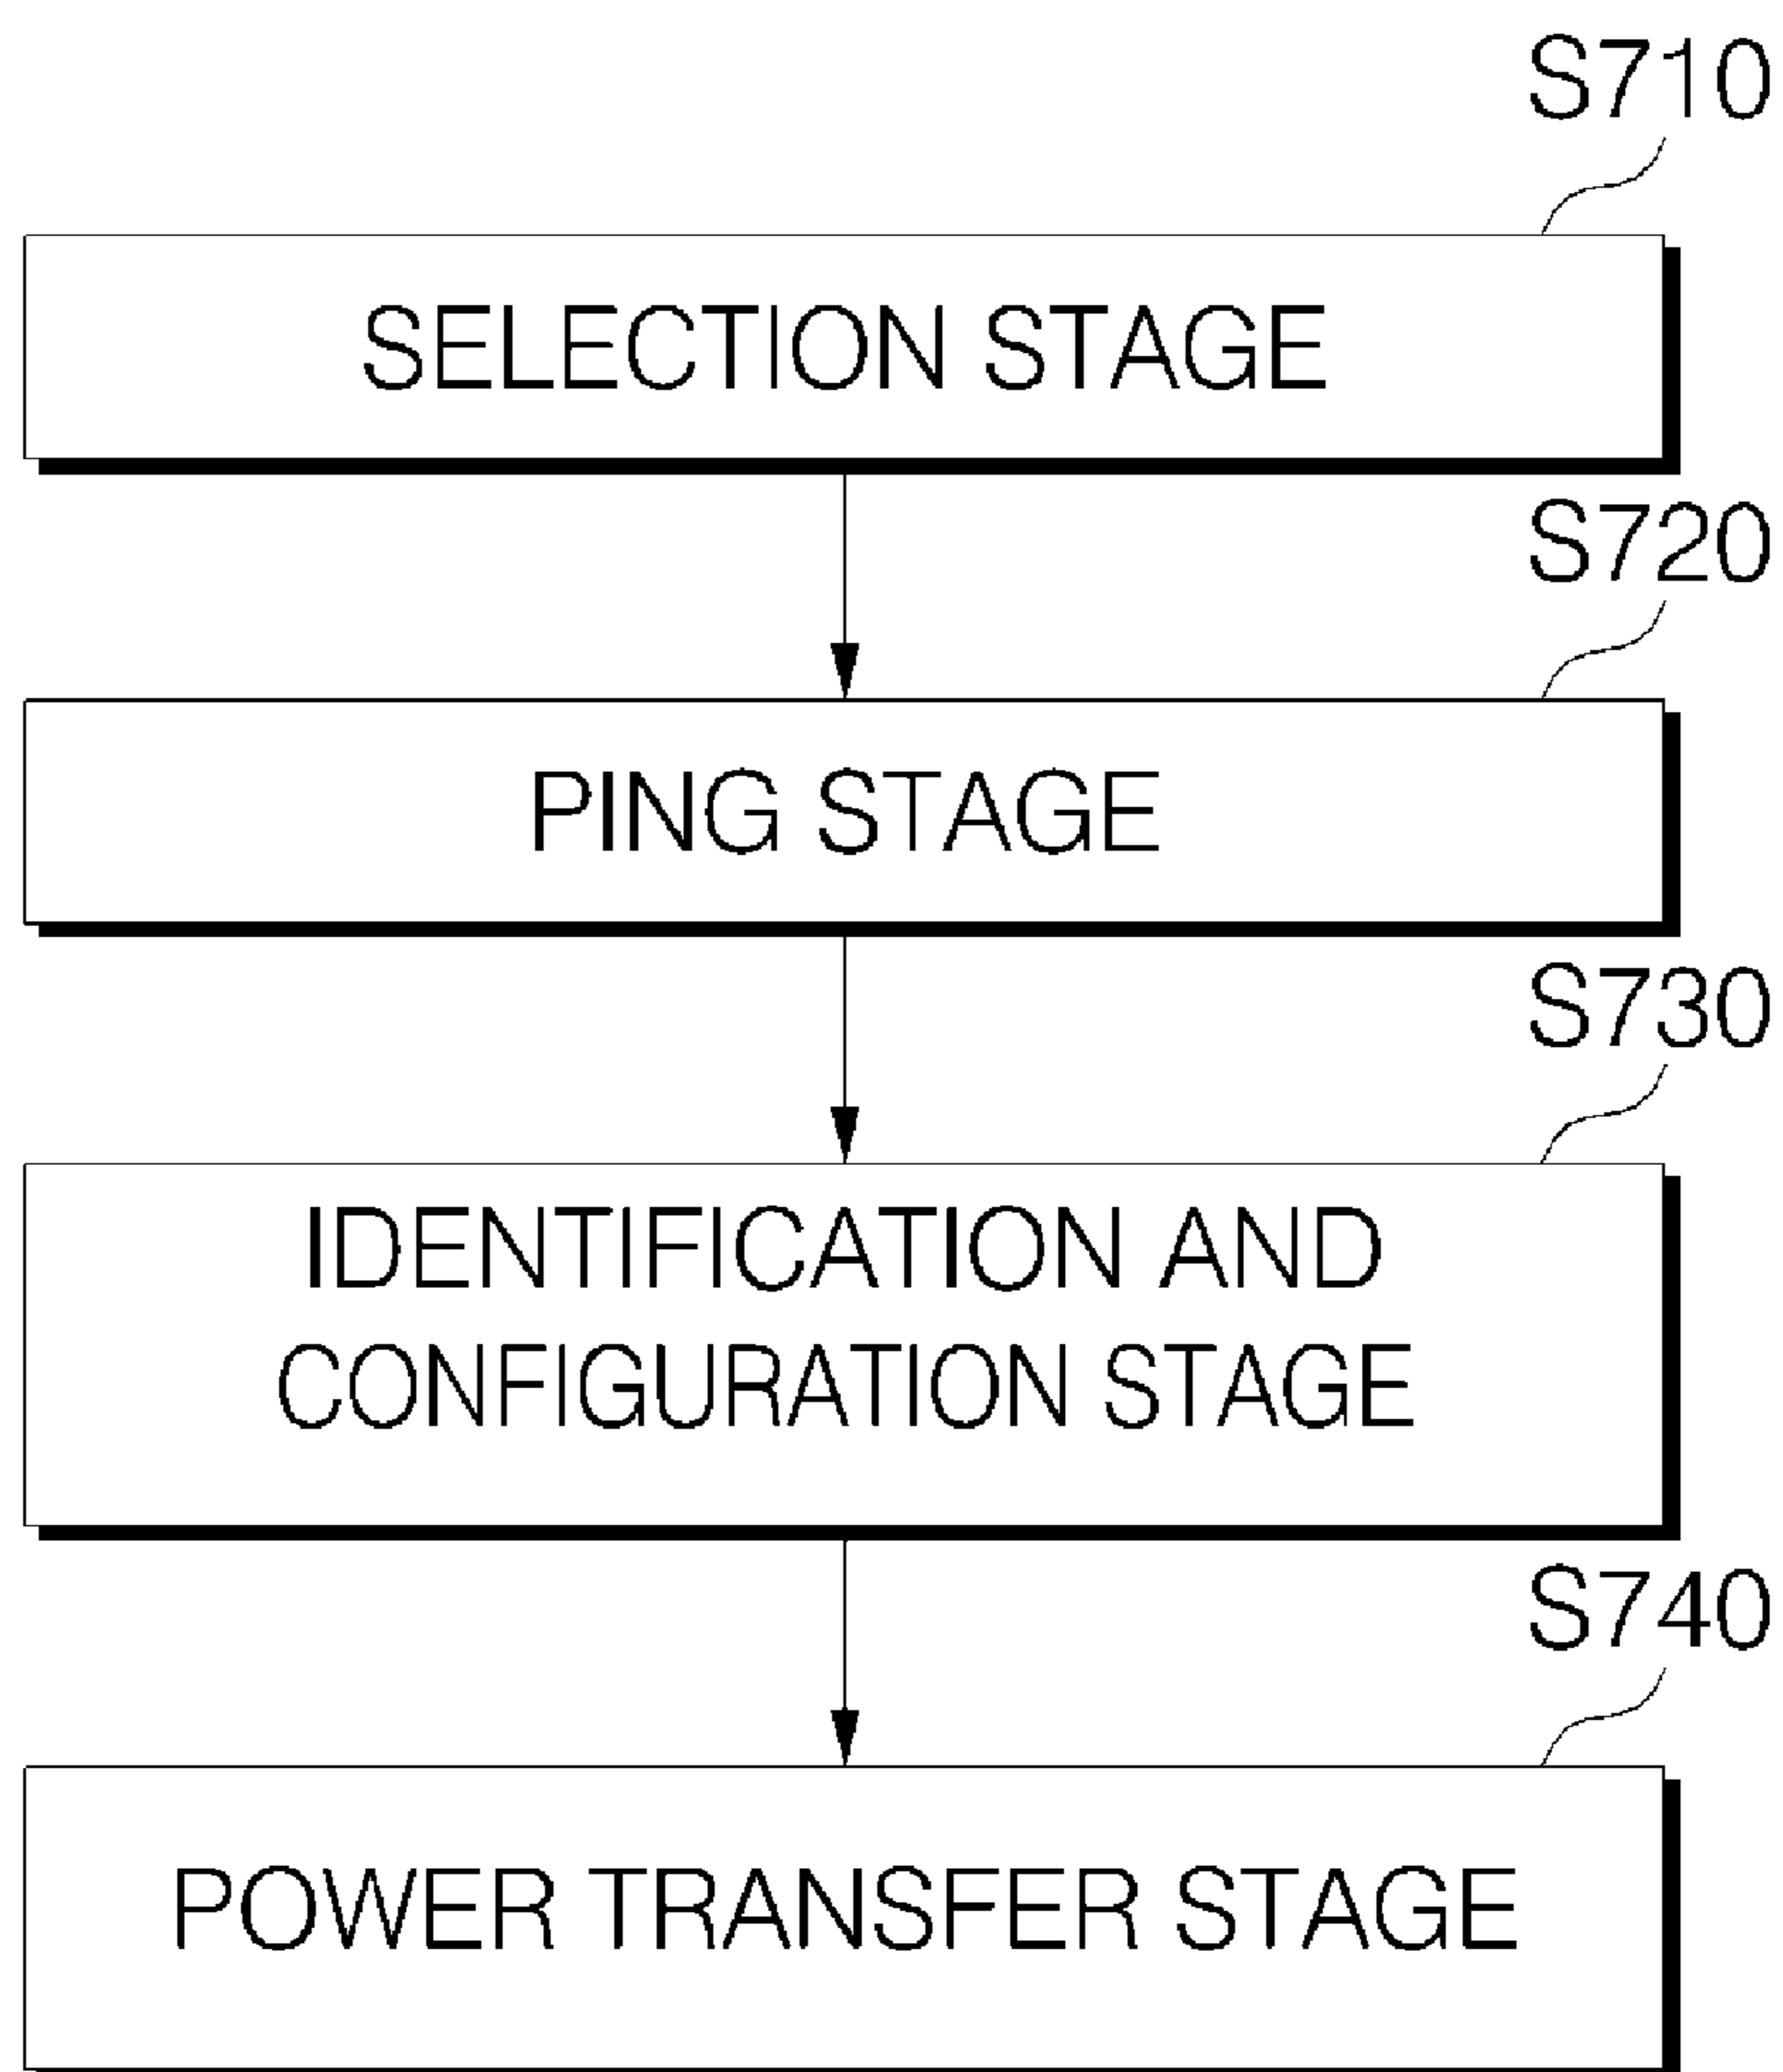 S710
SELECTION STAGE
S720
PING STAGE
S730
IDENTIFICATION AND
CONFIGURATION STAGE
S740
POWER TRANSFER STAGE